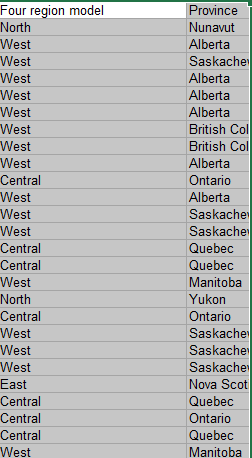 Four region model Province
North Nunavut
West Alberta
West Saskachew
West Alberta
West Alberta
West Alberta
West British Col
West British Col
West Alberta
Central Ontario
West Alberta
West Saskachew
West Saskachew
Central Quebec
Central Quebec
West Manitoba
North Yukon
Central Ontario
West Saskachew
West Saskachew
West Saskachew
East Nova Scoti
Central Quebec
Central Ontario
Central Quebec
West Manitoba